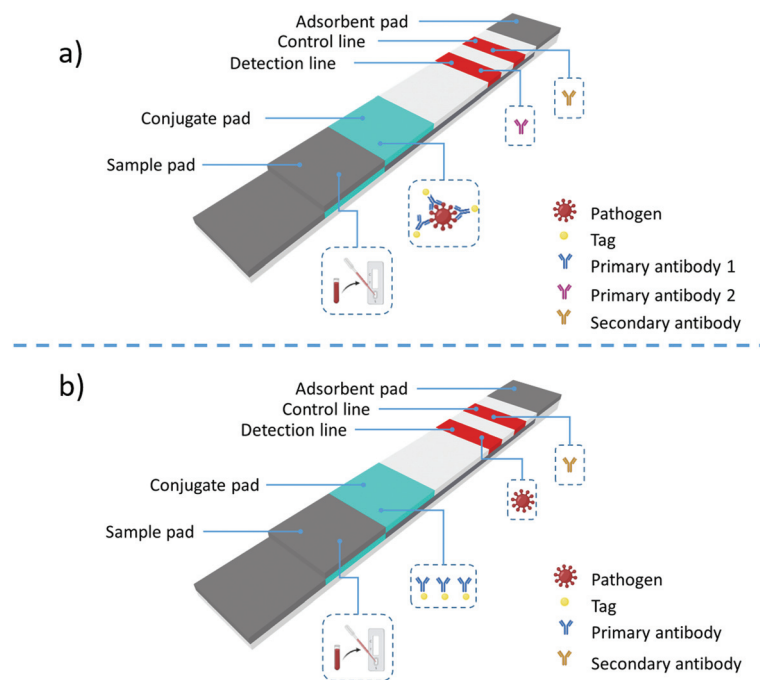 a)
Adsorbent pad
Control line
Detection line
Conjugate pad
Sample pad
Pathogen
Tag
Primary antibody 1
Primary antibody 2
Secondary antibody
b)
Adsorbent pad
Control line
Detection line
Conjugate pad
Sample pad
Pathogen
Tag
Primary antibody
Secondary antibody